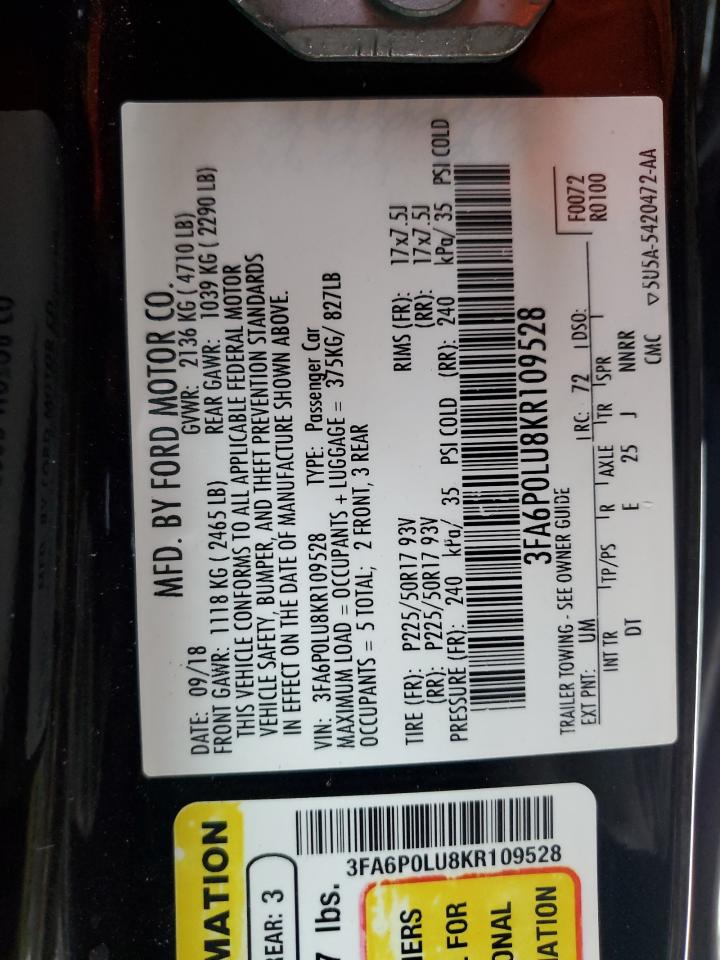 MFD. BY FORD MOTOR CO.
DATE: 09/18 GVWR: 2136 KG ( 4710 LB)
FRONT GAWR: 1118 KG ( 2465 LB) REAR GAWR: 1039 KG ( 2290 LB)
THIS VEHICLE CONFORMS TO ALL APPLICABLE FEDERAL MOTOR
VEHICLE SAFETY, BUMPER, AND THEFT PREVENTION STANDARDS
IN EFFECT ON THE DATE OF MANUFACTURE SHOWN ABOVE.
VIN: 3FA6P0LU8KR109528 TYPE: Passenger Car
MAXIMUM LOAD = OCCUPANTS + LUGGAGE = 375KG/ 827LB
OCCUPANTS = 5 TOTAL; 2 FRONT, 3 REAR
TIRE (FR): P225/50R17 93V RIMS (FR): 17x7.5J
(RR): P225/50R17 93V (RR): 17x7.5J
PRESSURE (FR): 240 kPa/ 35 PSI COLD (RR): 240 kPa/ 35 PSI COLD
3FA6P0LU8KR109528
TRAILER TOWING - SEE OWNER GUIDE F0072
EXT PNT: UM RC: 72 DSO: R0100
INT TR TP/PS R AXLE TR SPR
DT E 25 J NNRR
CMC ▽5U5A-5420472-AA
MATION
REAR: 3
7 lbs.
3FA6P0LU8KR109528
IERS
L FOR
ONAL
ATION